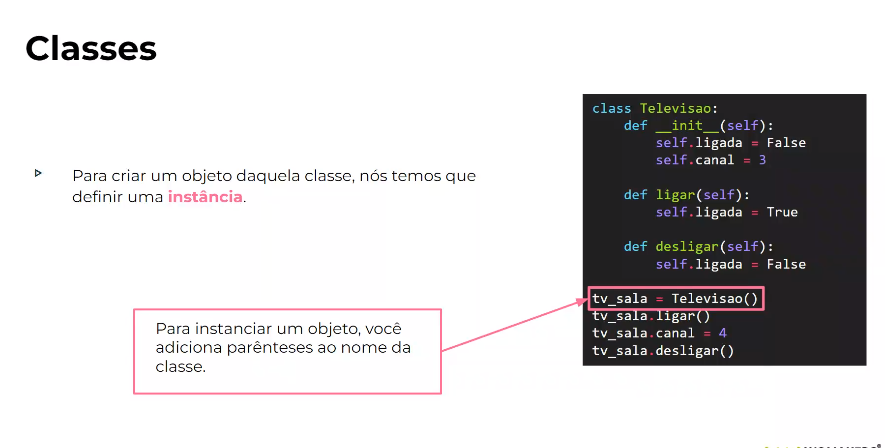 Classes
Para criar um objeto daquela classe, nós temos que
definir uma instância.
Para instanciar um objeto, você
adiciona parênteses ao nome da
classe.
class Televisao:
    def __init__(self):
        self.ligada = False
        self.canal = 3
    def ligar(self):
        self.ligada = True
    def desligar(self):
        self.ligada = False
tv_sala = Televisao()
tv_sala.ligar()
tv_sala.canal = 4
tv_sala.desligar()